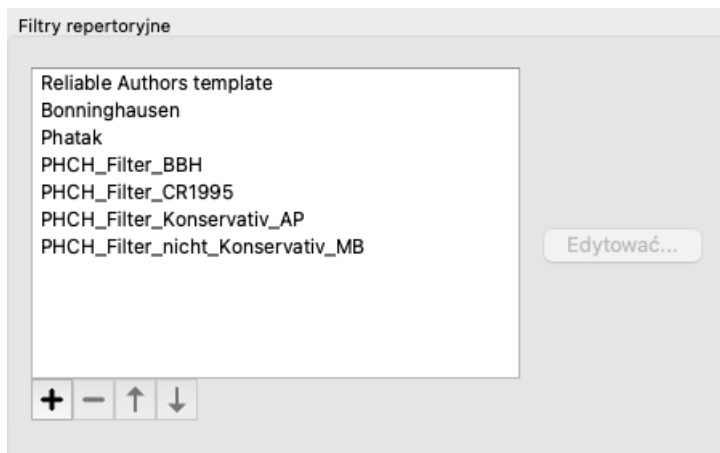 Filtry repertoryjne
Reliable Authors template
Bonninghausen
Phatak
PHCH_Filter_BBH
PHCH_Filter_CR1995
PHCH_Filter_Konservativ_AP
PHCH_Filter_nicht_Konservativ_MB
Edytować...